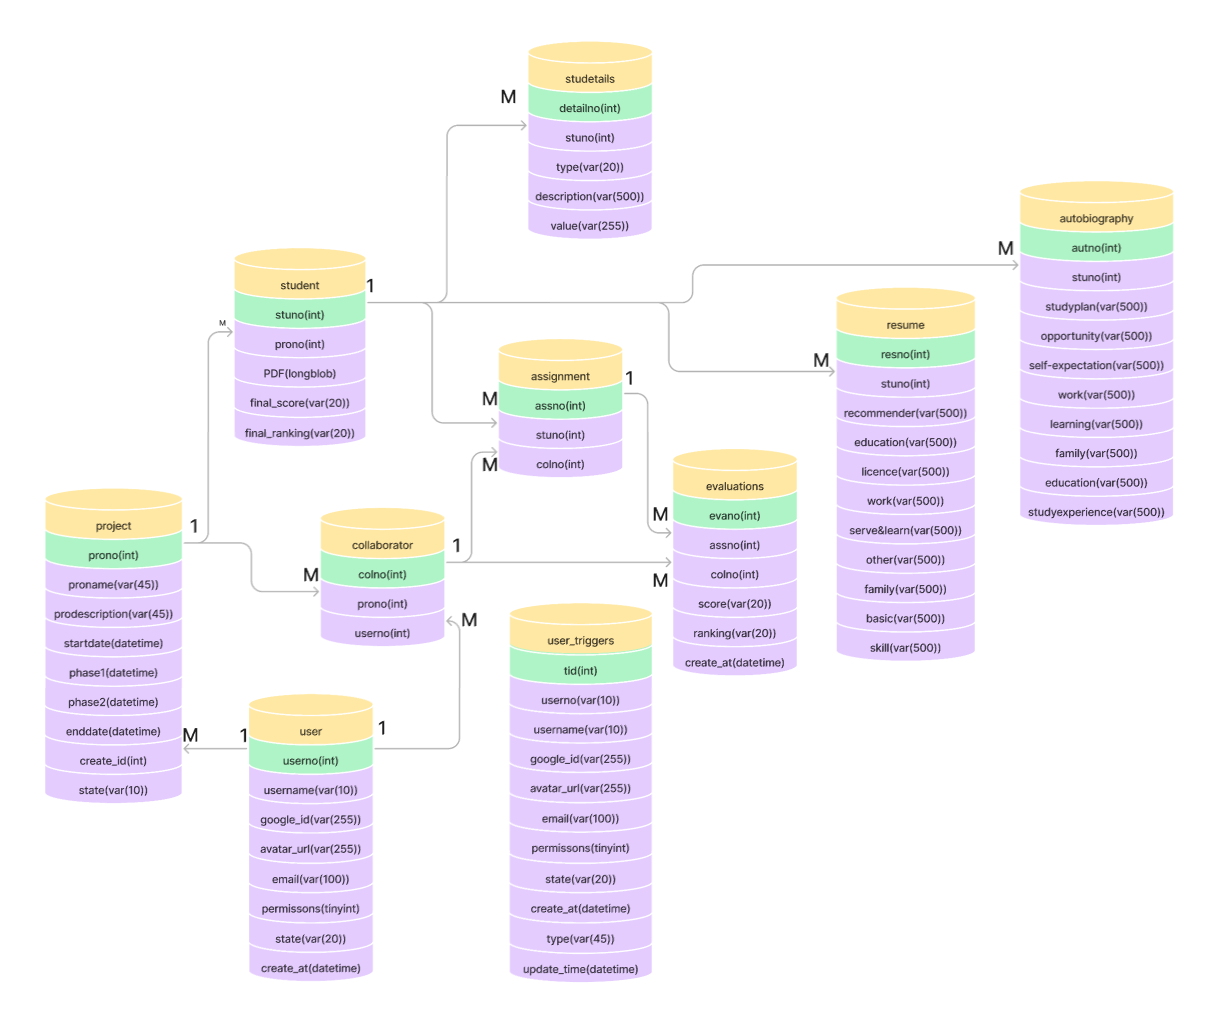 studetails
detailno(int)
stuno(int)
type(var(20))
description(var(500))
value(var(255))
M
autobiography
autno(int)
stuno(int)
studyplan(var(500))
opportunity(var(500))
self-expectation(var(500))
work(var(500))
learning(var(500))
family(var(500))
education(var(500))
studyexperience(var(500))
M
student
stuno(int)
prono(int)
PDF(longblob)
final_score(var(20))
final_ranking(var(20))
1
M
resume
resno(int)
stuno(int)
recommender(var(500))
education(var(500))
licence(var(500))
work(var(500))
serve&learn(var(500))
other(var(500))
family(var(500))
basic(var(500))
skill(var(500))
M
assignment
assno(int)
stuno(int)
colno(int)
1
M
M
evaluations
evano(int)
assno(int)
colno(int)
score(var(20))
ranking(var(20))
create_at(datetime)
M
M
project
prono(int)
proname(var(45))
prodescription(var(45))
startdate(datetime)
phase1(datetime)
phase2(datetime)
enddate(datetime)
create_id(int)
state(var(10))
1
M
collaborator
colno(int)
prono(int)
userno(int)
1
M
M
user_triggers
tid(int)
userno(var(10))
username(var(10))
google_id(var(255))
avatar_url(var(255))
email(var(100))
permissons(tinyint)
state(var(20))
create_at(datetime)
type(var(45))
update_time(datetime)
user
userno(int)
username(var(10))
google_id(var(255))
avatar_url(var(255))
email(var(100))
permissons(tinyint)
state(var(20))
create_at(datetime)
1
1